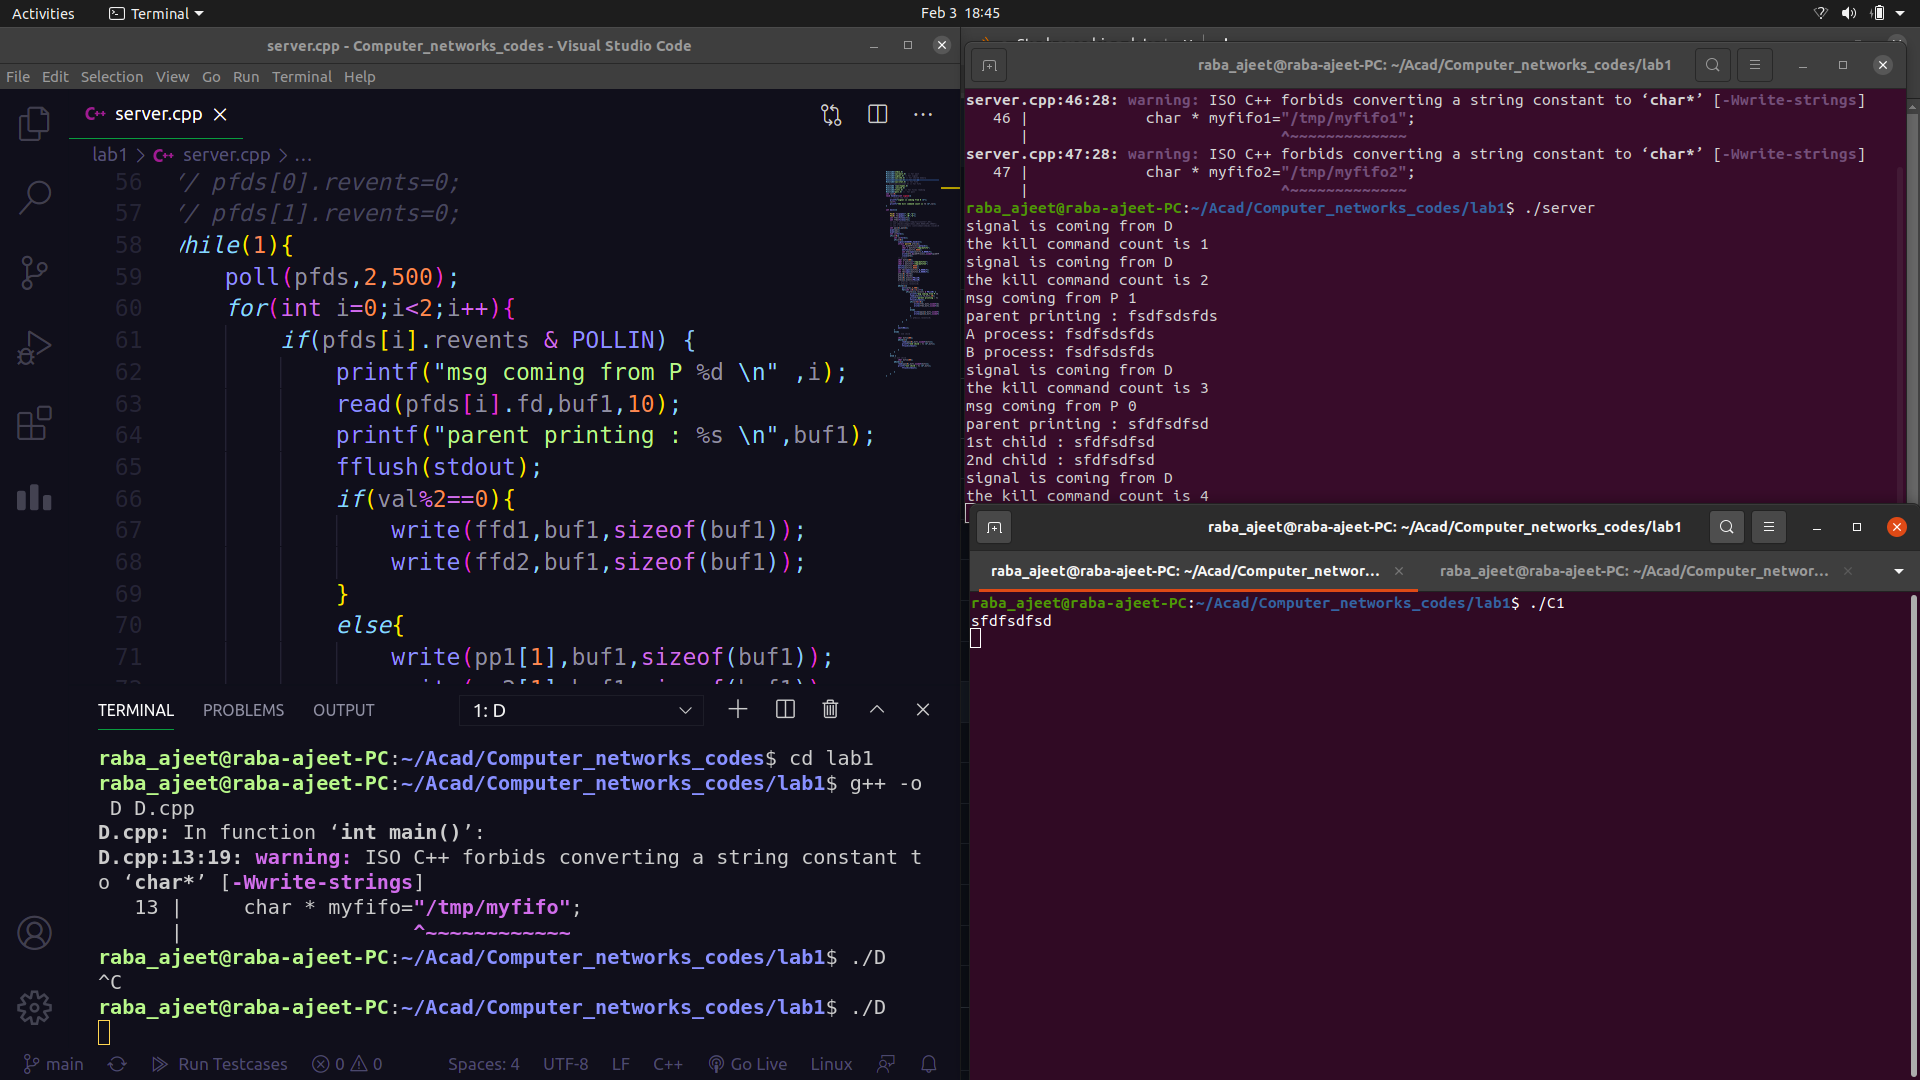 Activities
Terminal
Feb 3 18:45
server.cpp - Computer_networks_codes - Visual Studio Code
File Edit Selection View Go Run Terminal Help
server.cpp
lab1 > server.cpp > ...
56 // pfds[0].revents=0;
57 // pfds[1].revents=0;
58 while(1){
59 poll(pfds,2,500);
60 for(int i=0;i<2;i++){
61 if(pfds[i].revents & POLLIN) {
62 printf("msg coming from P %d \n" ,i);
63 read(pfds[i].fd,buf1,10);
64 printf("parent printing : %s \n",buf1);
65 fflush(stdout);
66 if(val%2==0){
67 write(ffd1,buf1,sizeof(buf1));
68 write(ffd2,buf1,sizeof(buf1));
69 }
70 else{
71 write(pp1[1],buf1,sizeof(buf1));
TERMINAL PROBLEMS OUTPUT
1: D
raba_ajeet@raba-ajeet-PC:~/Acad/Computer_networks_codes$ cd lab1
raba_ajeet@raba-ajeet-PC:~/Acad/Computer_networks_codes/lab1$ g++ -o
D D.cpp
D.cpp: In function ‘int main()’:
D.cpp:13:19: warning: ISO C++ forbids converting a string constant t
o ‘char*’ [-Wwrite-strings]
13 | char * myfifo="/tmp/myfifo";
| ^~~~~~~~~~~~~
raba_ajeet@raba-ajeet-PC:~/Acad/Computer_networks_codes/lab1$ ./D
^C
raba_ajeet@raba-ajeet-PC:~/Acad/Computer_networks_codes/lab1$ ./D
main
Run Testcases
0 0
Spaces: 4
UTF-8
LF
C++
Go Live
Linux
raba_ajeet@raba-ajeet-PC: ~/Acad/Computer_networks_codes/lab1
server.cpp:46:28: warning: ISO C++ forbids converting a string constant to ‘char*’ [-Wwrite-strings]
46 | char * myfifo1="/tmp/myfifo1";
| ^~~~~~~~~~~~~~
server.cpp:47:28: warning: ISO C++ forbids converting a string constant to ‘char*’ [-Wwrite-strings]
47 | char * myfifo2="/tmp/myfifo2";
| ^~~~~~~~~~~~~~
raba_ajeet@raba-ajeet-PC:~/Acad/Computer_networks_codes/lab1$ ./server
signal is coming from D
the kill command count is 1
signal is coming from D
the kill command count is 2
msg coming from P 1
parent printing : fsdfsdsfds
A process: fsdfsdsfds
B process: fsdfsdsfds
signal is coming from D
the kill command count is 3
msg coming from P 0
parent printing : sfdfsdfsd
1st child : sfdfsdfsd
2nd child : sfdfsdfsd
signal is coming from D
the kill command count is 4
raba_ajeet@raba-ajeet-PC: ~/Acad/Computer_networks_codes/lab1
raba_ajeet@raba-ajeet-PC: ~/Acad/Computer_networ...
raba_ajeet@raba-ajeet-PC: ~/Acad/Computer_networ...
raba_ajeet@raba-ajeet-PC:~/Acad/Computer_networks_codes/lab1$ ./C1
sfdfsdfsd